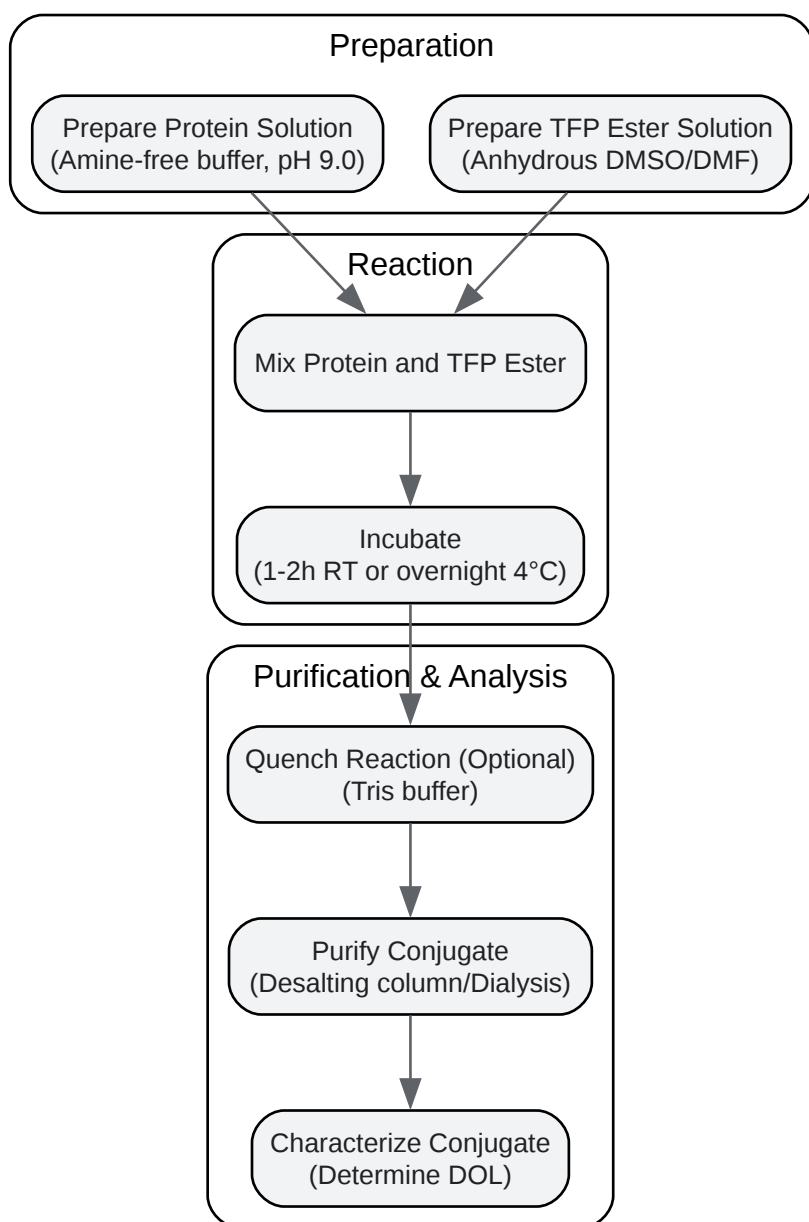 Preparation
Prepare Protein Solution
(Amine-free buffer, pH 9.0)
Prepare TFP Ester Solution
(Anhydrous DMSO/DMF)
Reaction
Mix Protein and TFP Ester
Incubate
(1-2h RT or overnight 4°C)
Purification & Analysis
Quench Reaction (Optional)
(Tris buffer)
Purify Conjugate
(Desalting column/Dialysis)
Characterize Conjugate
(Determine DOL)